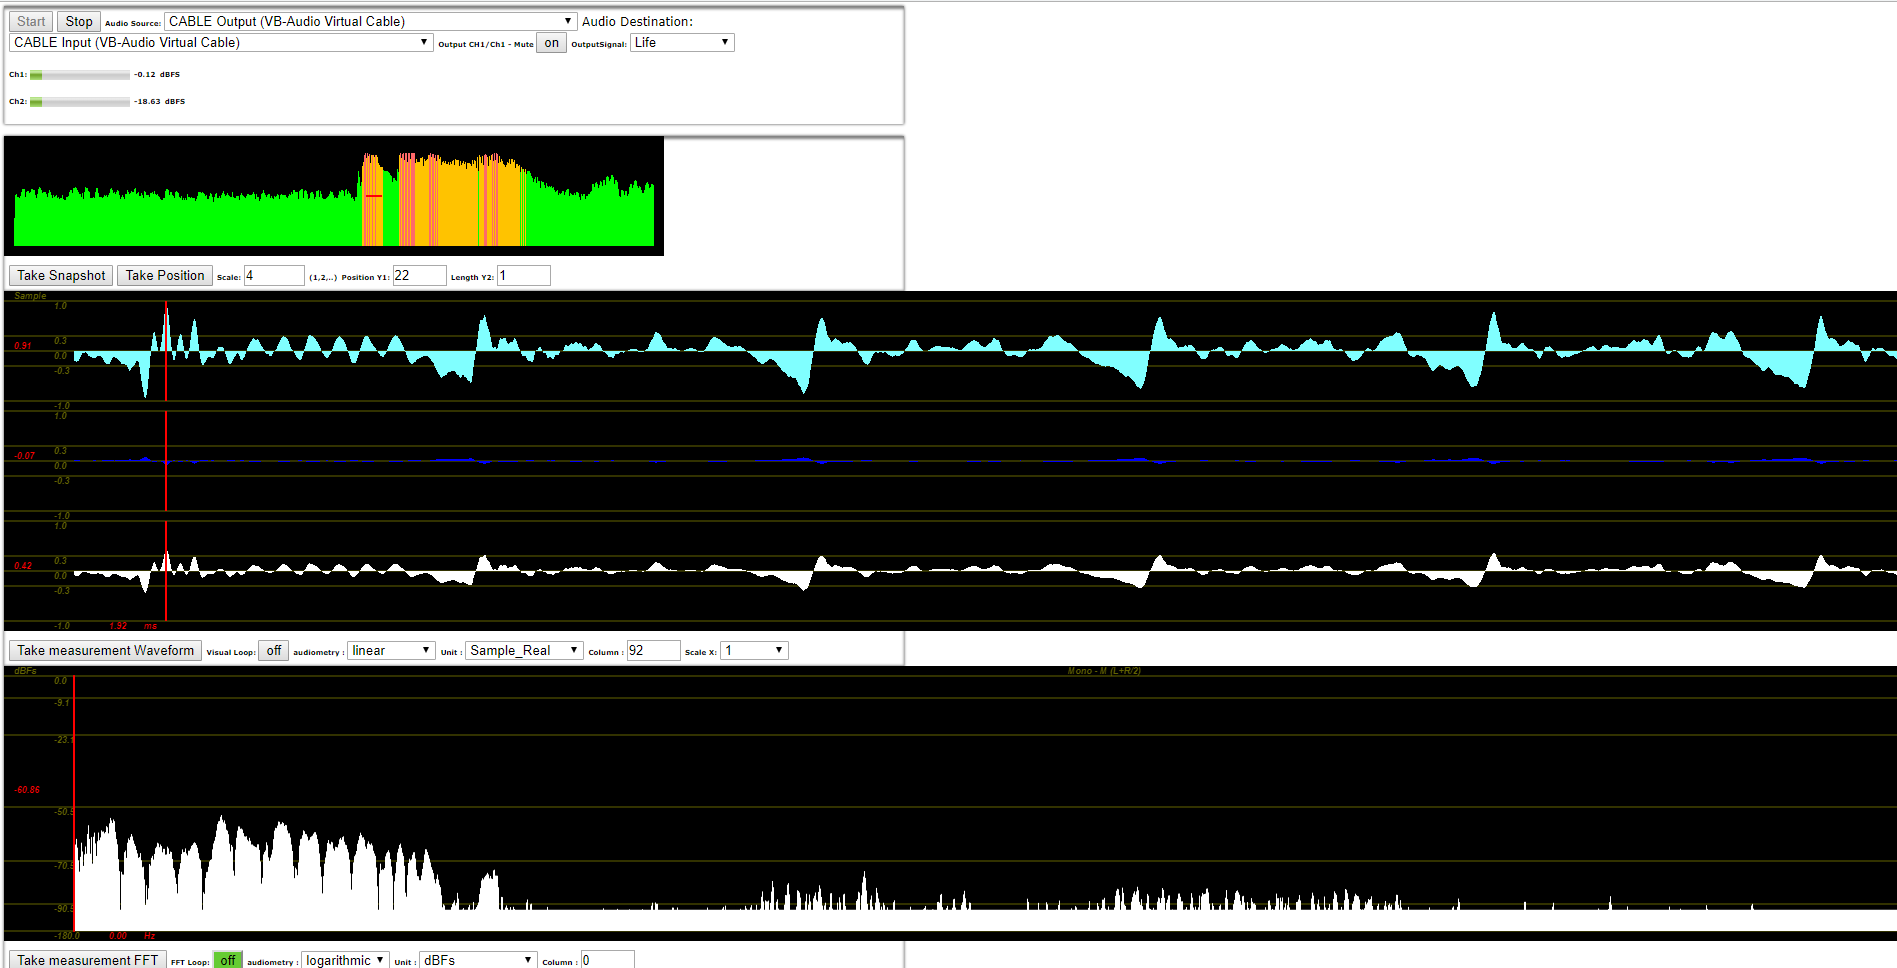 Start Stop Audio Source: CABLE Output (VB-Audio Virtual Cable) Audio Destination:
CABLE Input (VB-Audio Virtual Cable) Output CH1/Ch1 - Mute on OutputSignal: Life
Ch1: -0.12 dBFS
Ch2: -18.63 dBFS
Take Snapshot Take Position Scale: 4 (1,2,..) Position Y1: 22 Length Y2: 1
Sample
1.0
0.3
0.91
0.0
-0.3
-1.0
1.0
0.3
-0.07
0.0
-0.3
-1.0
1.0
0.3
0.42
0.0
-0.3
-1.0 1.92 ms
Take measurement Waveform Visual Loop: off audiometry : linear Unit : Sample_Real Column : 92 Scale X: 1
dBFs Mono - M (L+R/2)
0.0
-9.1
-23.1
-60.86
-50.5
-70.5
-90.5
-180.0 0.00 Hz
Take measurement FFT FFT Loop: off audiometry : logarithmic Unit : dBFs Column : 0